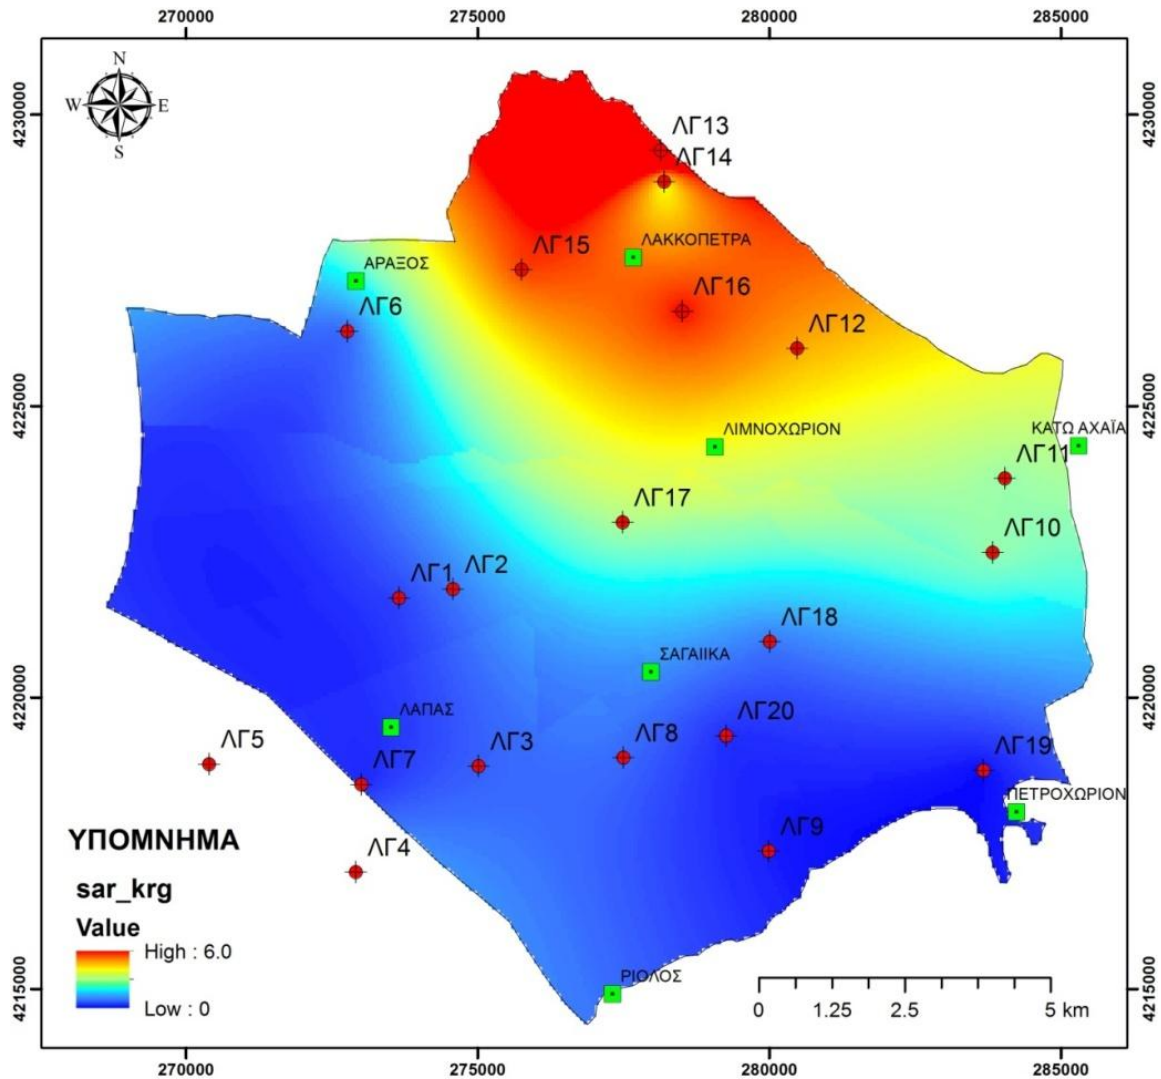 270000 275000 280000 285000
4230000 4230000
N
W E
S
ΛΓ13
ΛΓ14
ΛΓ15
ΛΑΚΚΟΠΕΤΡΑ
ΑΡΑΞΟΣ
ΛΓ16
ΛΓ6
ΛΓ12
4225000 4225000
ΛΙΜΝΟΧΩΡΙΟΝ
ΚΑΤΩ ΑΧΑΪΑ
ΛΓ11
ΛΓ17
ΛΓ10
ΛΓ1
ΛΓ2
ΛΓ18
ΣΑΓΑΙΙΚΑ
4220000 4220000
ΛΑΠΑΣ
ΛΓ20
ΛΓ5
ΛΓ3
ΛΓ8
ΛΓ19
ΛΓ7
ΠΕΤΡΟΧΩΡΙΟΝ
ΛΓ4
ΛΓ9
ΥΠΟΜΝΗΜΑ
sar_krg
Value
High : 6.0
Low : 0
ΡΙΟΛΟΣ
4215000 4215000
0 1.25 2.5 5 km
270000 275000 280000 285000